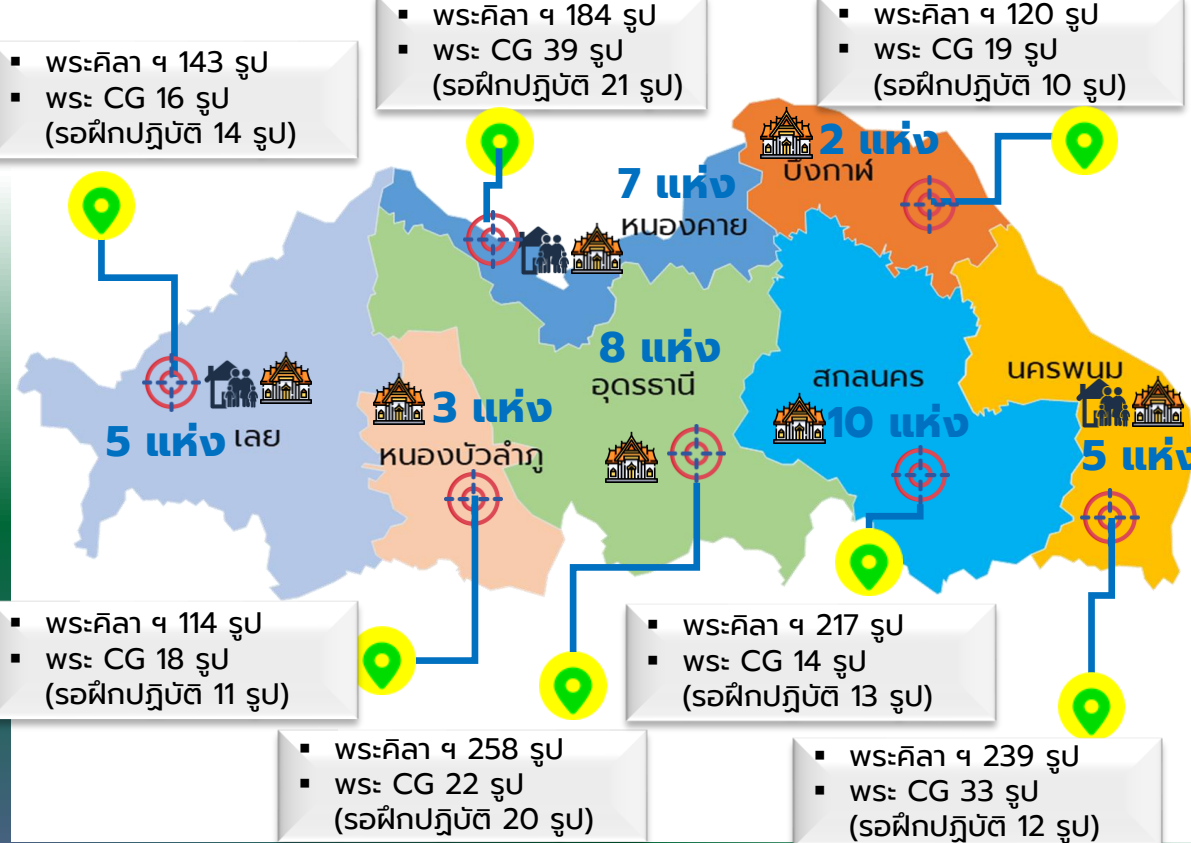 ▪ พระคิลา ฯ 184 รูป
▪ พระ CG 39 รูป
(รอฝึกปฏิบัติ 21 รูป)
▪ พระคิลา ฯ 120 รูป
▪ พระ CG 19 รูป
(รอฝึกปฏิบัติ 10 รูป)
▪ พระคิลา ฯ 143 รูป
▪ พระ CG 16 รูป
(รอฝึกปฏิบัติ 14 รูป)
2 แห่ง
บึงกาฬ
7 แห่ง
หนองคาย
8 แห่ง
อุดรธานี
สกลนคร
10 แห่ง
นครพนม
5 แห่ง
5 แห่ง เลย
3 แห่ง
หนองบัวลำภู
▪ พระคิลา ฯ 114 รูป
▪ พระ CG 18 รูป
(รอฝึกปฏิบัติ 11 รูป)
▪ พระคิลา ฯ 217 รูป
▪ พระ CG 14 รูป
(รอฝึกปฏิบัติ 13 รูป)
▪ พระคิลา ฯ 258 รูป
▪ พระ CG 22 รูป
(รอฝึกปฏิบัติ 20 รูป)
▪ พระคิลา ฯ 239 รูป
▪ พระ CG 33 รูป
(รอฝึกปฏิบัติ 12 รูป)